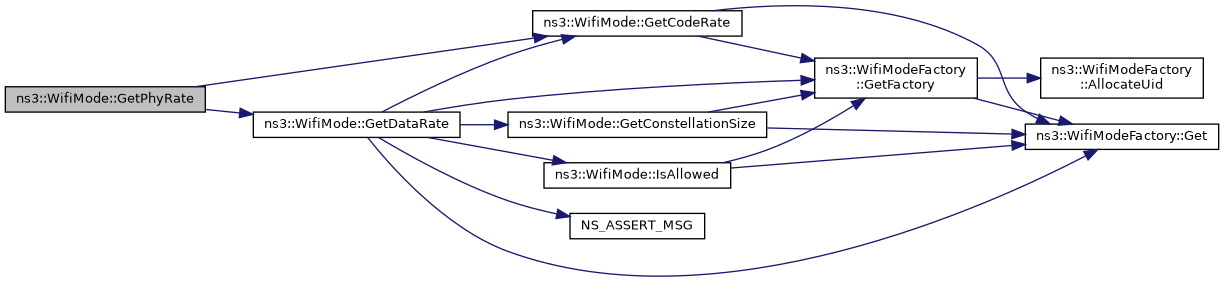 ns3::WifiMode::GetPhyRate
ns3::WifiMode::GetCodeRate
ns3::WifiMode::GetDataRate
ns3::WifiModeFactory
::GetFactory
ns3::WifiModeFactory
::AllocateUid
ns3::WifiMode::GetConstellationSize
ns3::WifiModeFactory::Get
ns3::WifiMode::IsAllowed
NS_ASSERT_MSG